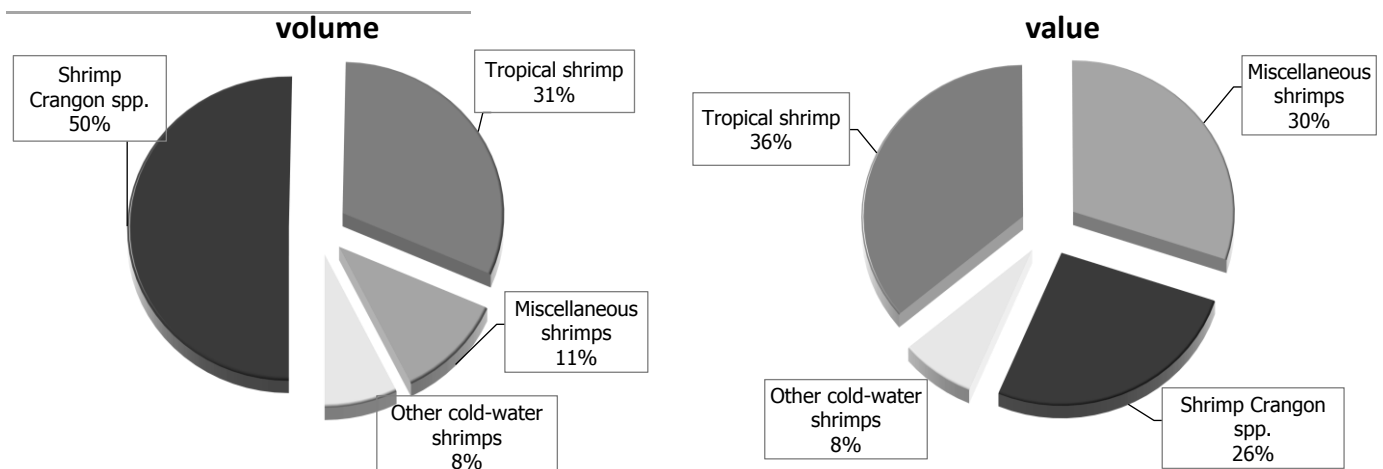 volume
Shrimp
Crangon spp.
50%
Tropical shrimp
31%
Miscellaneous
shrimps
11%
Other cold-water
shrimps
8%
value
Tropical shrimp
36%
Miscellaneous
shrimps
30%
Other cold-water
shrimps
8%
Shrimp Crangon
spp.
26%